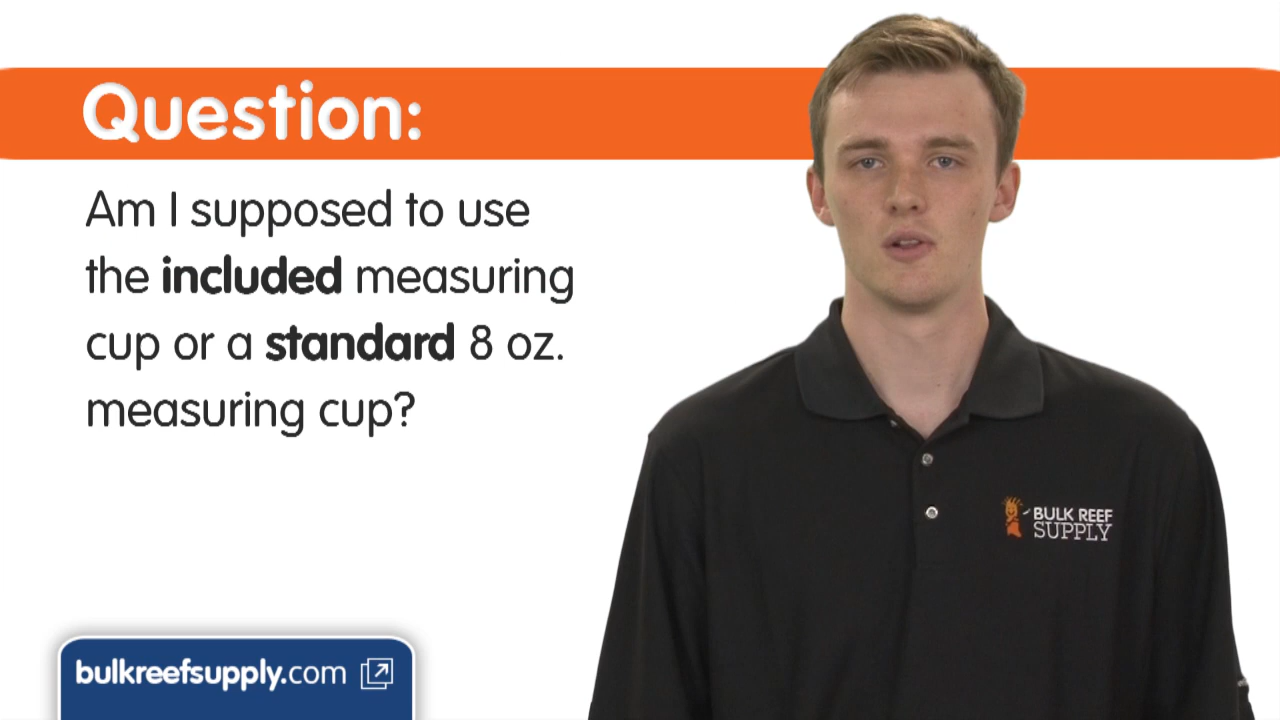 Question:
Am I supposed to use
the included measuring
cup or a standard 8 oz.
measuring cup?
BULK REEF
SUPPLY
bulkreefsupply.com